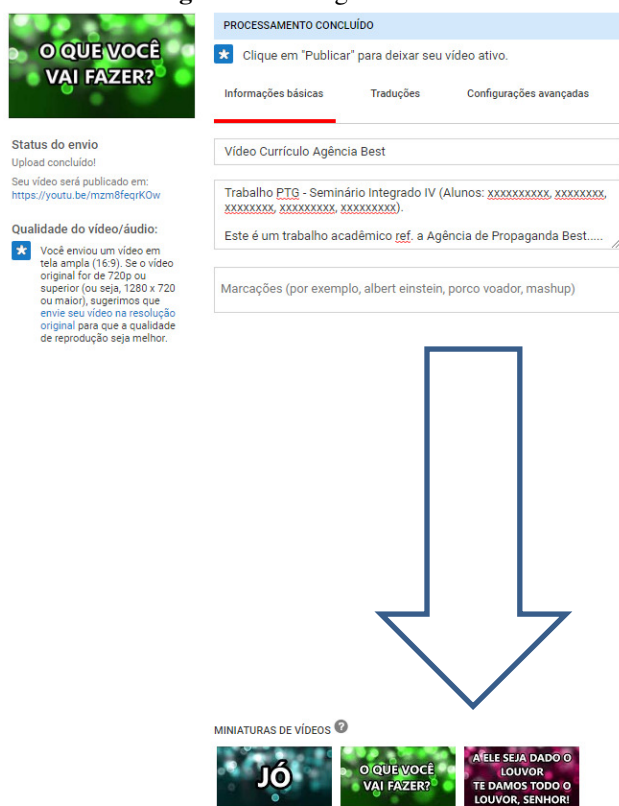 O QUE VOCÊ
VAI FAZER?
Status do envio
Upload concluído!
Seu vídeo será publicado em:
https://youtu.be/mzm8feqrKOw
Qualidade do vídeo/áudio:
Você enviou um vídeo em
tela ampla (16:9). Se o vídeo
original for de 720p ou
superior (ou seja, 1280 x 720
ou maior), sugerimos que
envie seu vídeo na resolução
original para que a qualidade
de reprodução seja melhor.
PROCESSAMENTO CONCLUÍDO
Clique em "Publicar" para deixar seu vídeo ativo.
Informações básicas Traduções Configurações avançadas
Vídeo Currículo Agência Best
Trabalho PTG - Seminário Integrado IV (Alunos: xxxxxxxxxx, xxxxxxxx,
xxxxxxxx, xxxxxxxxx, xxxxxxxxx).
Este é um trabalho acadêmico ref. a Agência de Propaganda Best.....
Marcações (por exemplo, albert einstein, porco voador, mashup)
MINIATURAS DE VÍDEOS ?
JÓ
O QUE VOCÊ
VAI FAZER?
A ELE SEJA DADO O
LOUVOR
TE DAMOS TODO O
LOUVOR, SENHOR!